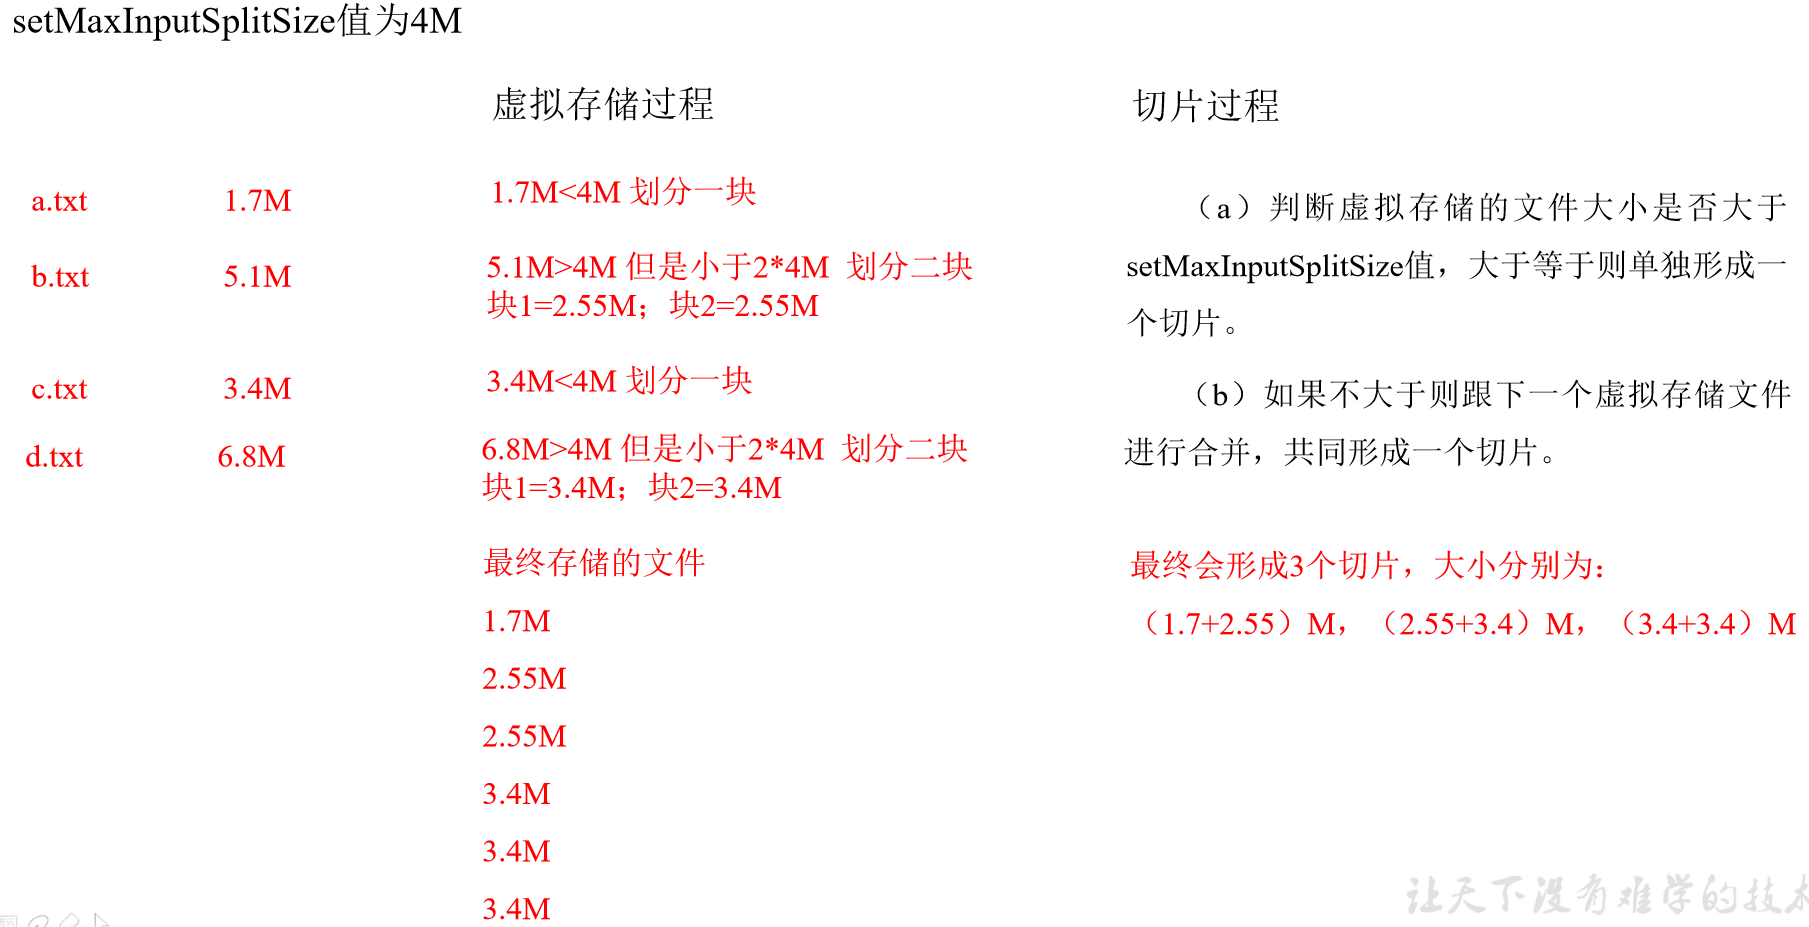 setMaxInputSplitSize值为4M
虚拟存储过程
切片过程
a.txt 1.7M 1.7M<4M 划分一块
b.txt 5.1M 5.1M>4M 但是小于2*4M 划分二块
块1=2.55M；块2=2.55M
c.txt 3.4M 3.4M<4M 划分一块
d.txt 6.8M 6.8M>4M 但是小于2*4M 划分二块
块1=3.4M；块2=3.4M
最终存储的文件
1.7M
2.55M
2.55M
3.4M
3.4M
3.4M
（a）判断虚拟存储的文件大小是否大于
setMaxInputSplitSize值，大于等于则单独形成一
个切片。
（b）如果不大于则跟下一个虚拟存储文件
进行合并，共同形成一个切片。
最终会形成3个切片，大小分别为：
（1.7+2.55）M，（2.55+3.4）M，（3.4+3.4）M
让天下没有难学的技术